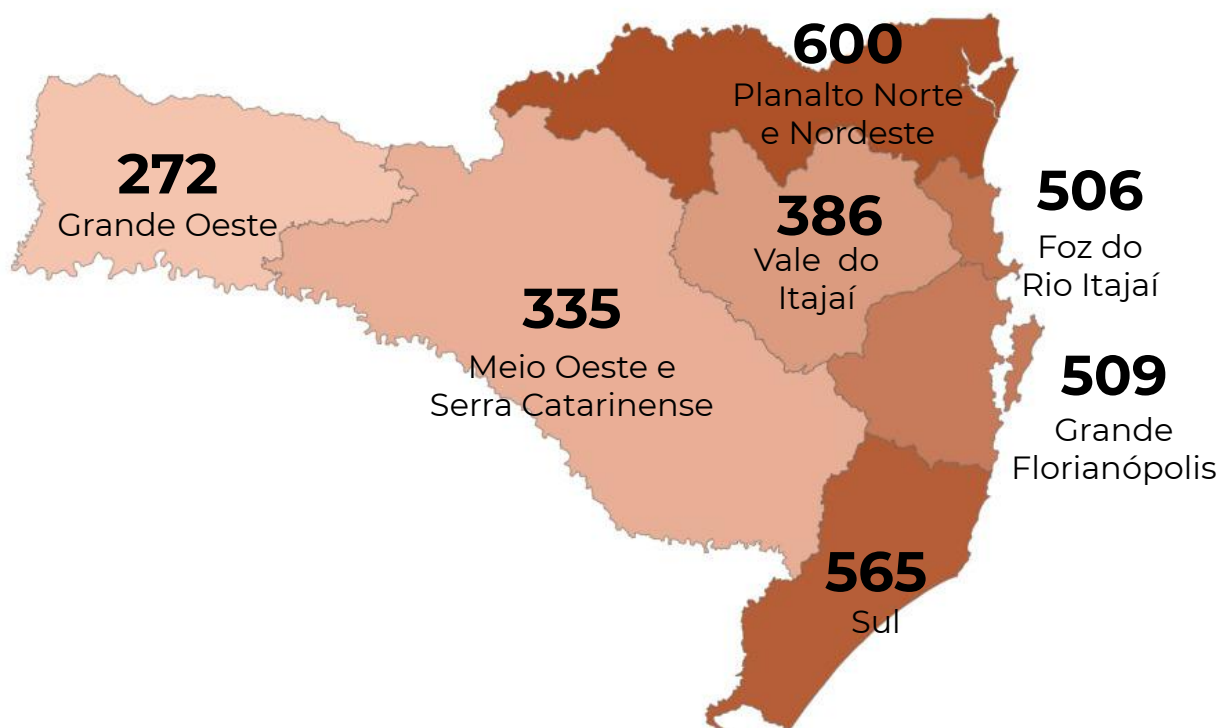 600
Planalto Norte
e Nordeste
272
Grande Oeste
386
Vale do
Itajaí
506
Foz do
Rio Itajaí
335
Meio Oeste e
Serra Catarinense
509
Grande
Florianópolis
565
Sul